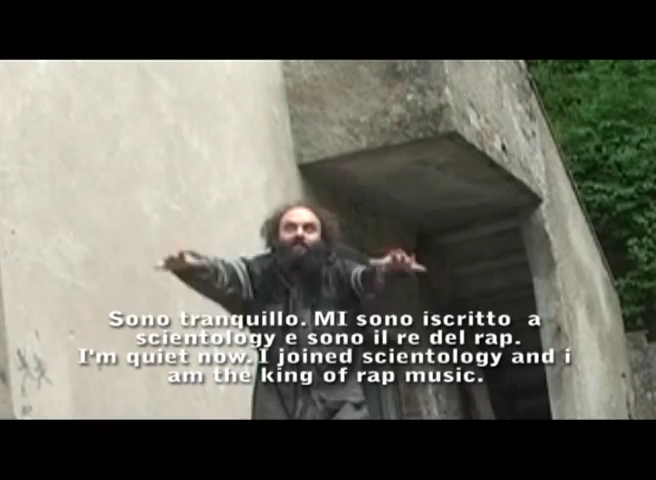 Sono tranquillo. MI sono iscritto a
scientology e sono il re del rap.
I'm quiet now. I joined scientology and i
am the king of rap music.